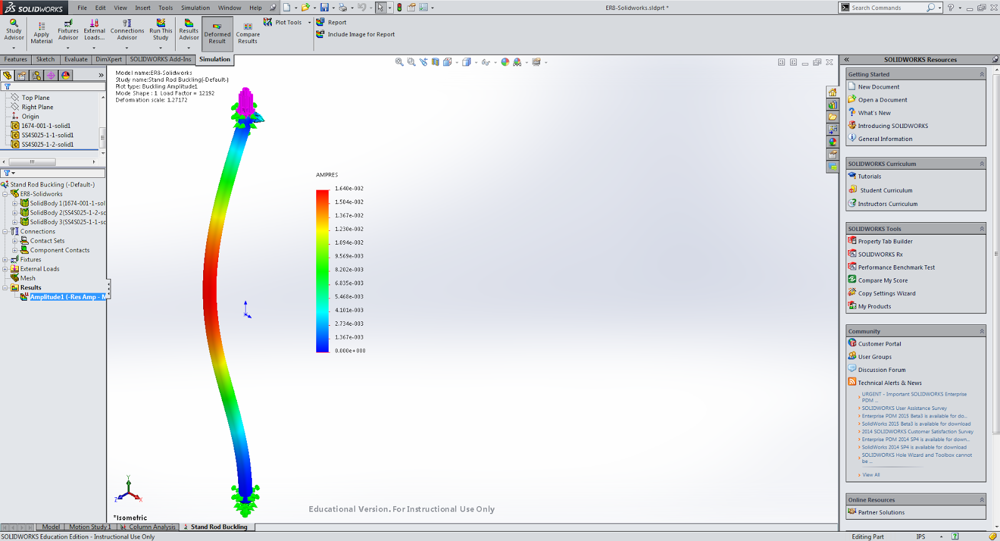 SOLIDWORKS
File Edit View Insert Tools Simulation Window Help
ER8-Solidworks.sldprt *
Search Commands
Study Advisor
Apply Material
Fixtures Advisor
External Loads...
Connections Advisor
Run This Study
Results Advisor
Deformed Result
Compare Results
Plot Tools
Report
Include Image for Report
Features Sketch Evaluate DimXpert SOLIDWORKS Add-Ins Simulation
Top Plane
Right Plane
Origin
1674-001-1-solid1
SS4S025-1-1-solid1
SS4S025-1-2-solid1
Stand Rod Buckling (-Default-)
ER8-Solidworks
SolidBody 1(1674-001-1-sol
SolidBody 2(SS4S025-1-2-sc
SolidBody 3(SS4S025-1-1-sc
Connections
Contact Sets
Component Contacts
Fixtures
External Loads
Mesh
Results
Amplitude1 (-Res Amp - M
Model name:ER8-Solidworks
Study name:Stand Rod Buckling(-Default-)
Plot type: Buckling Amplitude1
Mode Shape : 1 Load Factor = 12192
Deformation scale: 1.27172
AMPRES
1.640e-002
1.504e-002
1.367e-002
1.230e-002
1.094e-002
9.569e-003
8.202e-003
6.835e-003
5.468e-003
4.101e-003
2.734e-003
1.367e-003
0.000e+000
Y
Z
X
*Isometric
Educational Version. For Instructional Use Only
SOLIDWORKS Resources
Getting Started
New Document
Open a Document
What's New
Introducing SOLIDWORKS
General Information
SOLIDWORKS Curriculum
Tutorials
Student Curriculum
Instructors Curriculum
SOLIDWORKS Tools
Property Tab Builder
SOLIDWORKS Rx
Performance Benchmark Test
Compare My Score
Copy Settings Wizard
My Products
Community
Customer Portal
User Groups
Discussion Forum
Technical Alerts & News
URGENT - Important SOLIDWORKS Enterprise
PDM ...
SOLIDWORKS User Assistance Survey
Enterprise PDM 2015 Beta3 is available for do...
SolidWorks 2015 Beta3 is available for download
2014 SOLIDWORKS Customer Satisfaction Survey
Enterprise PDM 2014 SP4 is available for down...
SolidWorks 2014 SP4 is available for download
SOLIDWORKS Hole Wizard and Toolbox cannot
be ...
View All
Online Resources
Partner Solutions
Model Motion Study 1 Column Analysis Stand Rod Buckling
SOLIDWORKS Education Edition - Instructional Use Only
Editing Part IPS